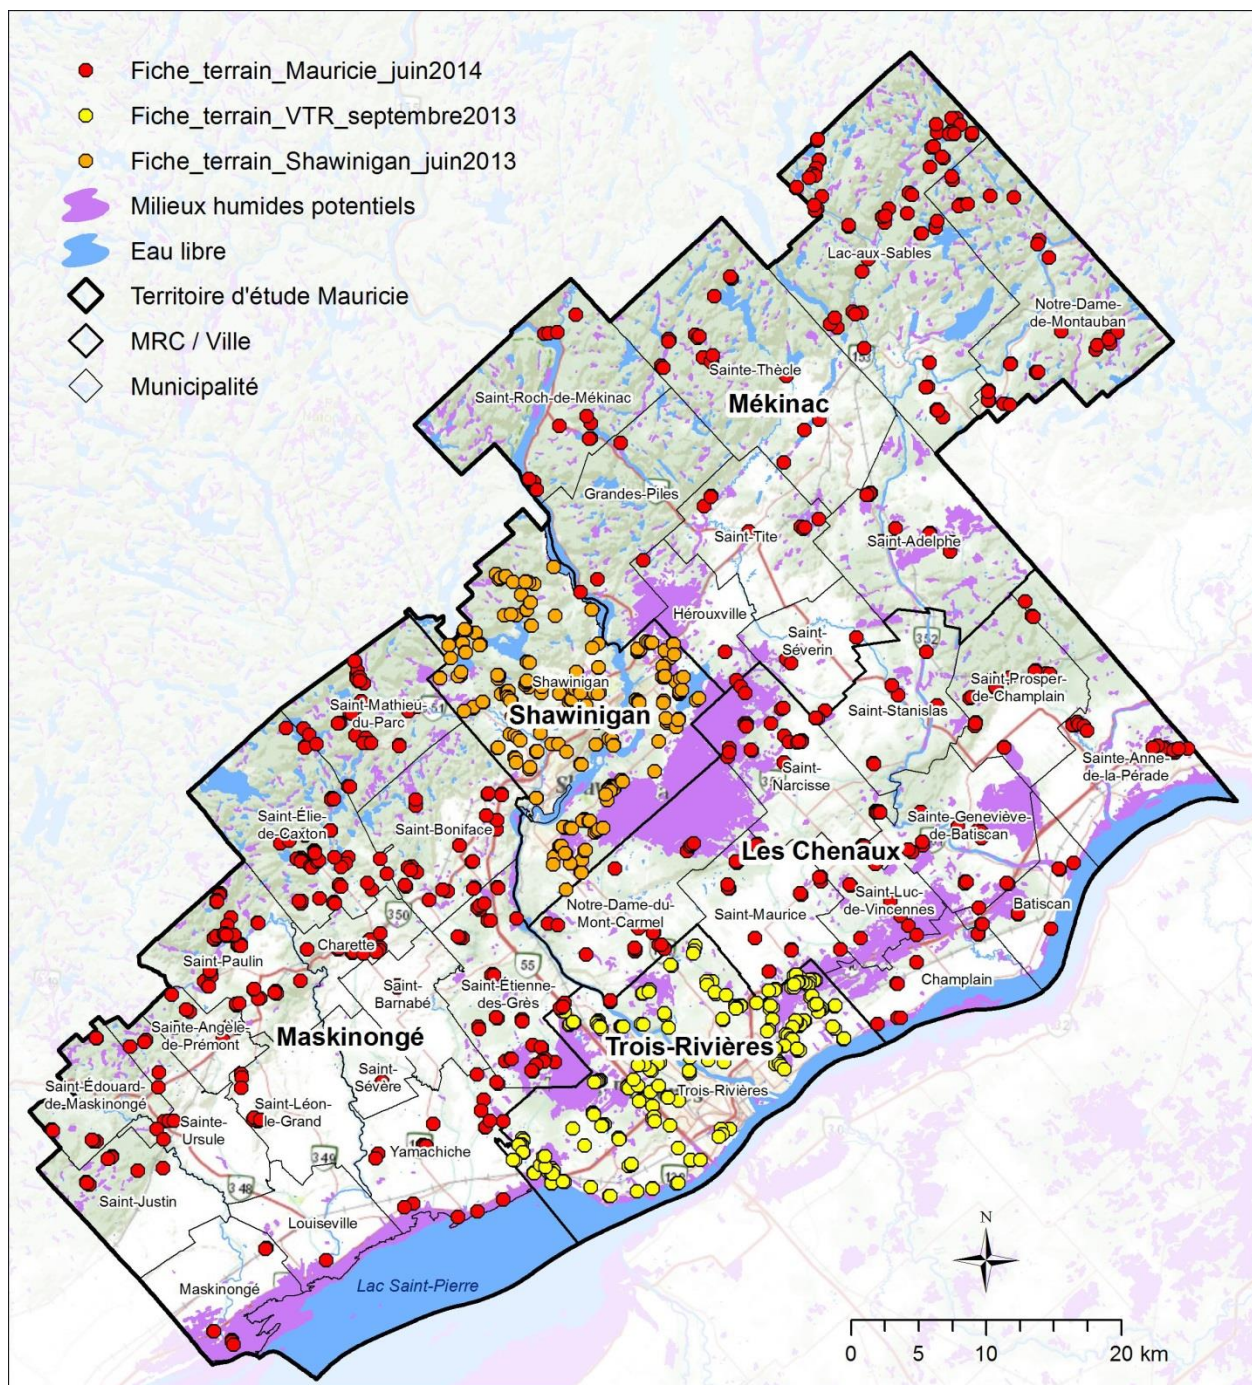 Fiche_terrain_Mauricie_juin2014
Fiche_terrain_VTR_septembre2013
Fiche_terrain_Shawinigan_juin2013
Milieux humides potentiels
Eau libre
Territoire d'étude Mauricie
MRC / Ville
Municipalité
Lac-aux-Sables
Notre-Dame-
de-Montauban
153
Sainte-Thècle
Saint-Roch-de-Mékinac
Mékinac
Grandes-Piles
Saint-Tite
Saint-Adelphe
Hérouxville
Saint-
Séverin
352
Saint-Prosper-
de-Champlain
Saint-Stanislas
Shawinigan
Shawinigan
Saint-Mathieu-
du-Parc
Sainte-Anne-
de-la-Pérade
Saint-
Narcisse
Saint-Élie-
de-Caxton
Saint-Boniface
Sainte-Geneviève-
de-Batiscan
Les Chenaux
Saint-Luc-
de-Vincennes
Batiscan
Notre-Dame-du-
Mont-Carmel
Saint-Maurice
350
Charette
Saint-Paulin
55
Champlain
Saint-
Barnabé
Saint-Étienne-
des-Grès
Sainte-Angèle-
de-Prémont
Maskinongé
Trois-Rivières
Saint-
Sévère
Trois-Rivières
Saint-Édouard-
de-Maskinongé
Saint-Léon-
le-Grand
Sainte-
Ursule
Yamachiche
349
348
Saint-Justin
Louiseville
Maskinongé
Lac Saint-Pierre
N
0 5 10 20 km